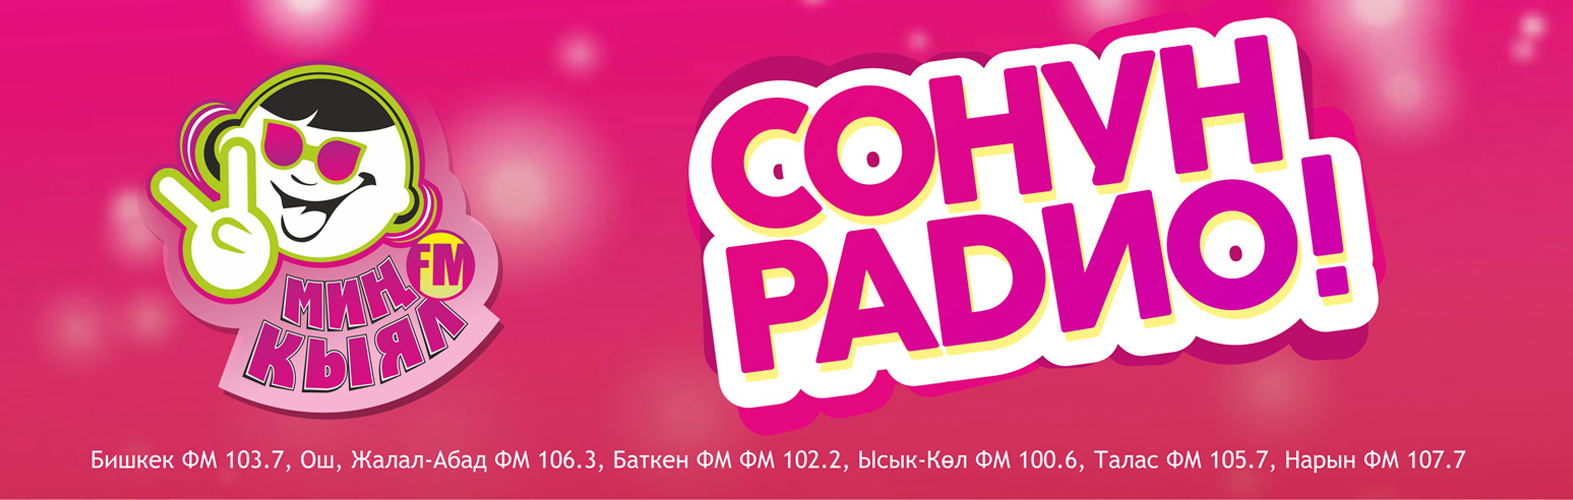 FM
МИҢ
КЫЯЛ
СОНУН
РАDИО!
Бишкек ФМ 103.7, Ош, Жалал-Абад ФМ 106.3, Баткен ФМ ФМ 102.2, Ысык-Көл ФМ 100.6, Талас ФМ 105.7, Нарын ФМ 107.7